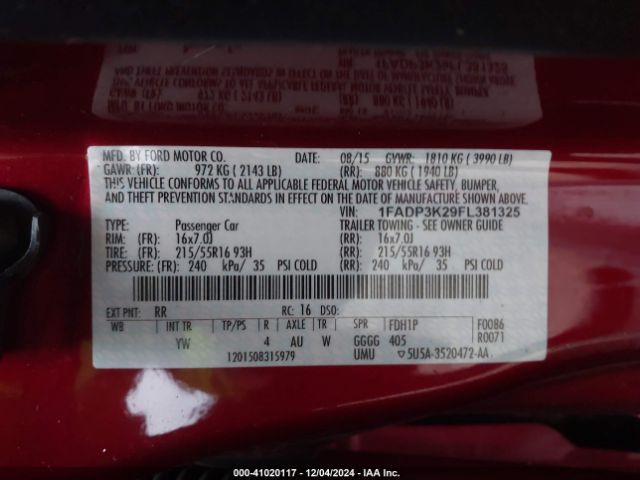 MFD. BY FORD MOTOR CO. DATE: 08/15 GVWR: 1810 KG ( 3990 LB)
GAWR: (FR): 972 KG ( 2143 LB) (RR): 880 KG ( 1940 LB)
THIS VEHICLE CONFORMS TO ALL APPLICABLE FEDERAL MOTOR VEHICLE SAFETY, BUMPER,
AND THEFT PREVENTION STANDARDS IN EFFECT ON THE DATE OF MANUFACTURE SHOWN ABOVE.
VIN: 1FADP3K29FL381325
TYPE: Passenger Car TRAILER TOWING - SEE OWNER GUIDE
RIM: (FR): 16x7.0J (RR): 16x7.0J
TIRE: (FR): 215/55R16 93H (RR): 215/55R16 93H
PRESSURE: (FR): 240 kPa/ 35 PSI COLD (RR): 240 kPa/ 35 PSI COLD
EXT PNT: RR RC: 16 DSO:
WB INT TR TP/PS R AXLE TR SPR FDH1P F0086
YW 4 AU W GGGG 405 R0071
1201508315979 UMU 5U5A-3520472-AA
000-41020117 - 12/04/2024 - IAA Inc.